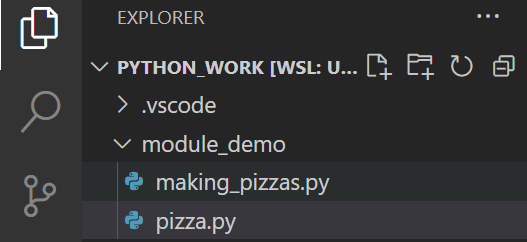 EXPLORER
PYTHON_WORK [WSL: U...
.vscode
module_demo
making_pizzas.py
pizza.py